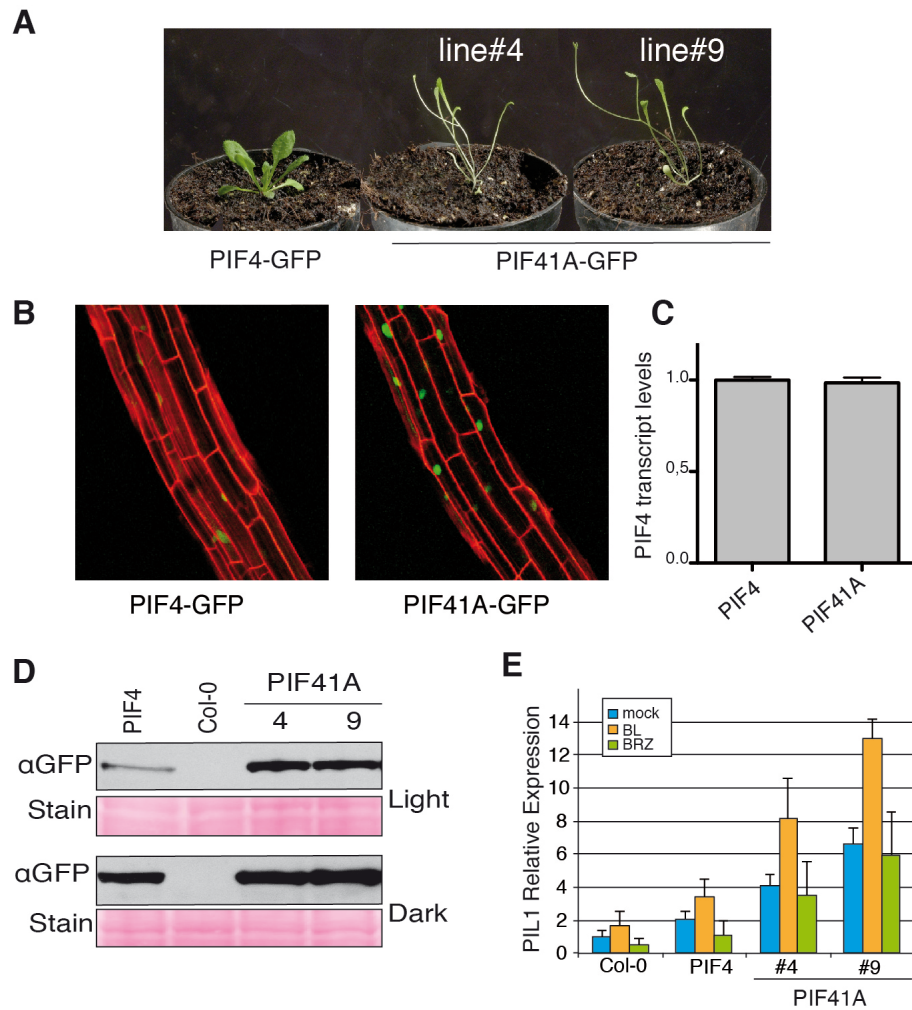 A
line#4
line#9
PIF4-GFP
PIF41A-GFP
B
PIF4-GFP
PIF41A-GFP
C
PIF4 transcript levels
1.0
0,5
0.0
PIF4
PIF41A
D
PIF4
Col-0
PIF41A
4
9
αGFP
Stain
Light
αGFP
Stain
Dark
E
PIL1 Relative Expression
14
12
10
8
6
4
2
0
mock
BL
BRZ
Col-0
PIF4
#4
#9
PIF41A